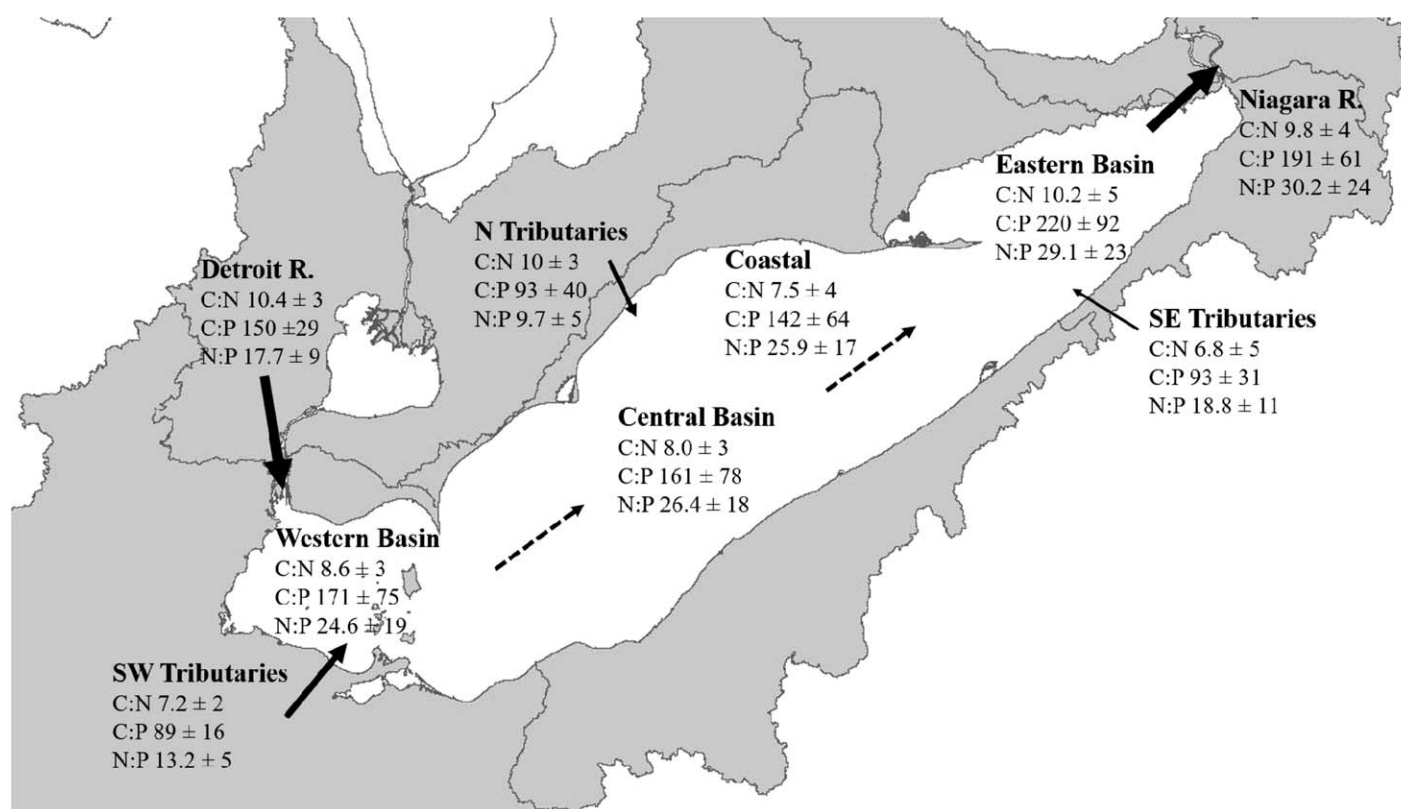 Niagara R.
C:N 9.8 ± 4
C:P 191 ± 61
N:P 30.2 ± 24
Eastern Basin
C:N 10.2 ± 5
C:P 220 ± 92
N:P 29.1 ± 23
N Tributaries
C:N 10 ± 3
C:P 93 ± 40
N:P 9.7 ± 5
Coastal
C:N 7.5 ± 4
C:P 142 ± 64
N:P 25.9 ± 17
Detroit R.
C:N 10.4 ± 3
C:P 150 ±29
N:P 17.7 ± 9
SE Tributaries
C:N 6.8 ± 5
C:P 93 ± 31
N:P 18.8 ± 11
Central Basin
C:N 8.0 ± 3
C:P 161 ± 78
N:P 26.4 ± 18
Western Basin
C:N 8.6 ± 3
C:P 171 ± 75
N:P 24.6 ± 19
SW Tributaries
C:N 7.2 ± 2
C:P 89 ± 16
N:P 13.2 ± 5